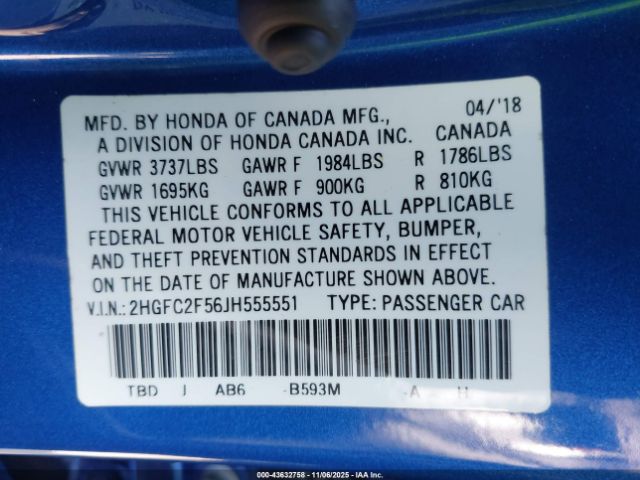 MFD. BY HONDA OF CANADA MFG., 04/'18
A DIVISION OF HONDA CANADA INC. CANADA
GVWR 3737LBS GAWR F 1984LBS R 1786LBS
GVWR 1695KG GAWR F 900KG R 810KG
THIS VEHICLE CONFORMS TO ALL APPLICABLE
FEDERAL MOTOR VEHICLE SAFETY, BUMPER,
AND THEFT PREVENTION STANDARDS IN EFFECT
ON THE DATE OF MANUFACTURE SHOWN ABOVE.
V.I.N.: 2HGFC2F56JH555551 TYPE: PASSENGER CAR
TBD J AB6 -B593M -A H
000-43632758 - 11/06/2025 - IAA Inc.